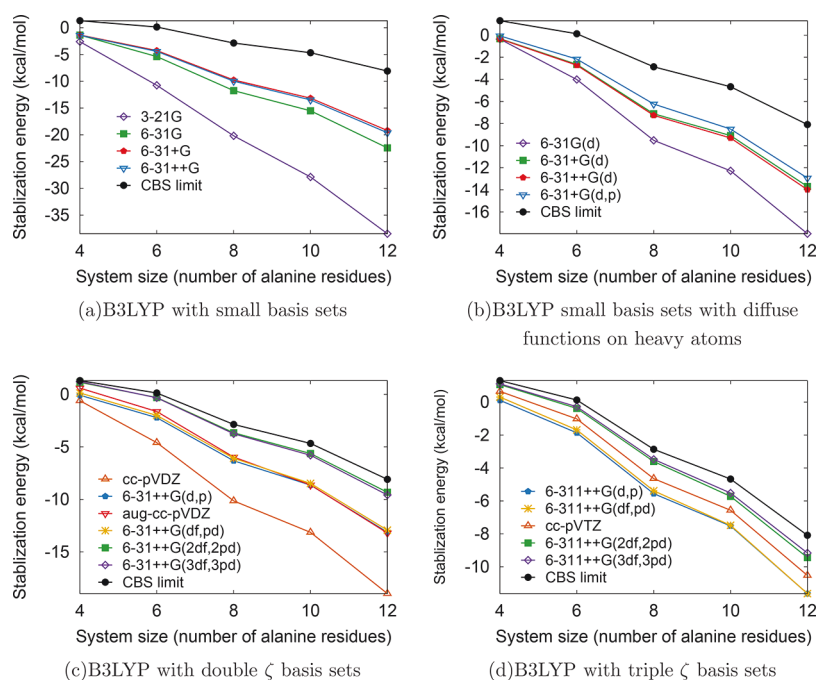 Stablization energy (kcal/mol)
0
-5
-10
-15
-20
-25
-30
-35
3-21G
6-31G
6-31+G
6-31++G
CBS limit
4 6 8 10 12
System size (number of alanine residues)
(a)B3LYP with small basis sets
Stablization energy (kcal/mol)
0
-2
-4
-6
-8
-10
-12
-14
-16
6-31G(d)
6-31+G(d)
6-31++G(d)
6-31+G(d,p)
CBS limit
4 6 8 10 12
System size (number of alanine residues)
(b)B3LYP small basis sets with diffuse
functions on heavy atoms
Stablization energy (kcal/mol)
0
-5
-10
-15
cc-pVDZ
6-31++G(d,p)
aug-cc-pVDZ
6-31++G(df,pd)
6-31++G(2df,2pd)
6-31++G(3df,3pd)
CBS limit
4 6 8 10 12
System size (number of alanine residues)
(c)B3LYP with double ζ basis sets
Stablization energy (kcal/mol)
0
-2
-4
-6
-8
-10
6-311++G(d,p)
6-311++G(df,pd)
cc-pVTZ
6-311++G(2df,2pd)
6-311++G(3df,3pd)
CBS limit
4 6 8 10 12
System size (number of alanine residues)
(d)B3LYP with triple ζ basis sets